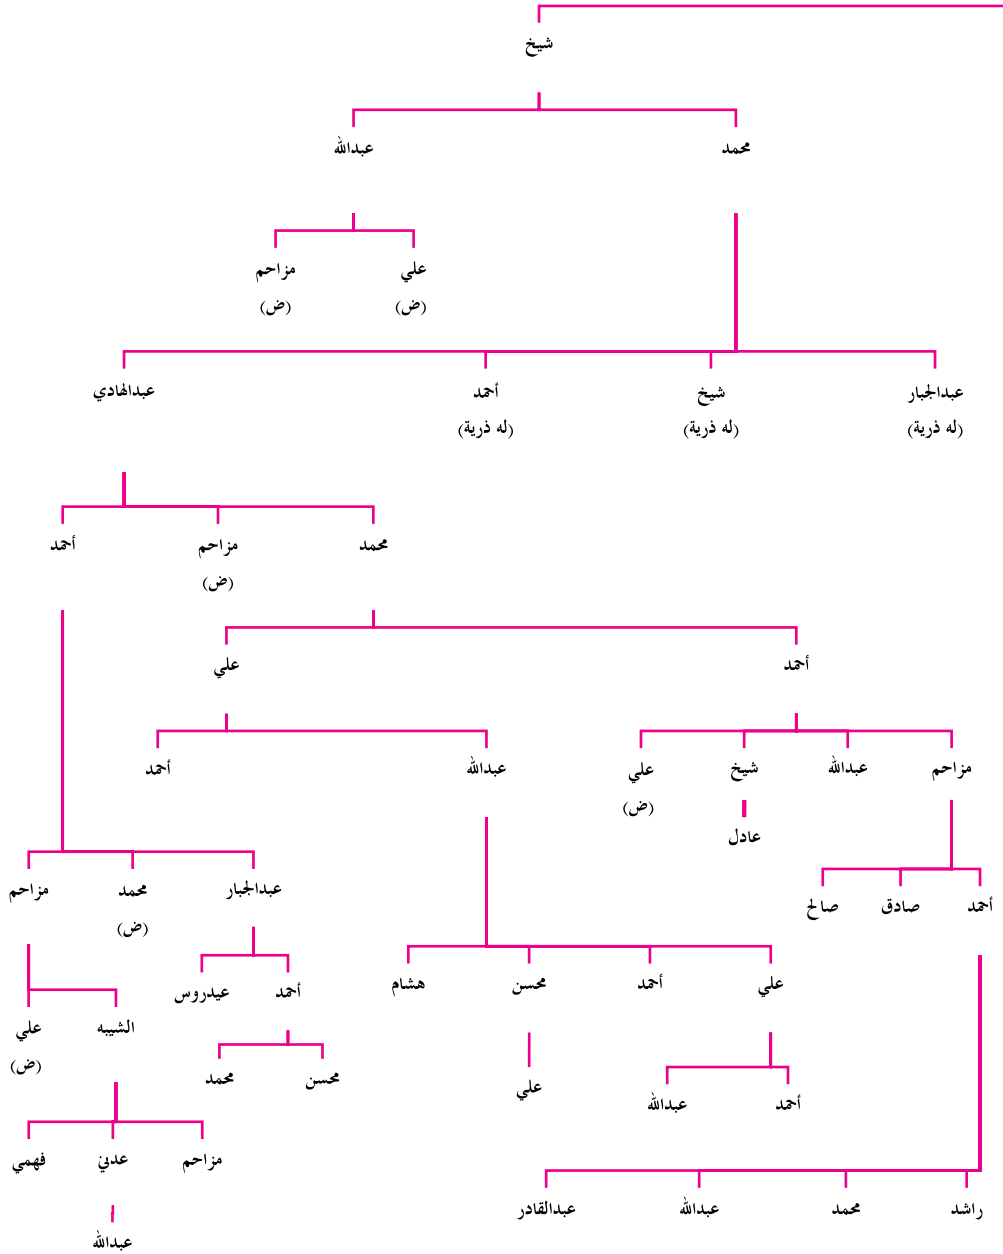 شيخ
محمد عبدالله
علي مزاحم
(ض) (ض)
عبدالجبار شيخ أحمد عبدالهادي
(له ذرية) (له ذرية) (له ذرية)
محمد مزاحم أحمد
(ض)
أحمد علي
مزاحم عبدالله شيخ علي عبدالله أحمد
(ض)
عادل
عبدالجبار محمد مزاحم
(ض)
أحمد صادق صالح
علي أحمد محسن هشام
أحمد عيدروس
الشيبه علي
(ض)
محسن محمد
علي
أحمد عبدالله
مزاحم عدني فهمي
راشد محمد عبدالله عبدالقادر
عبدالله